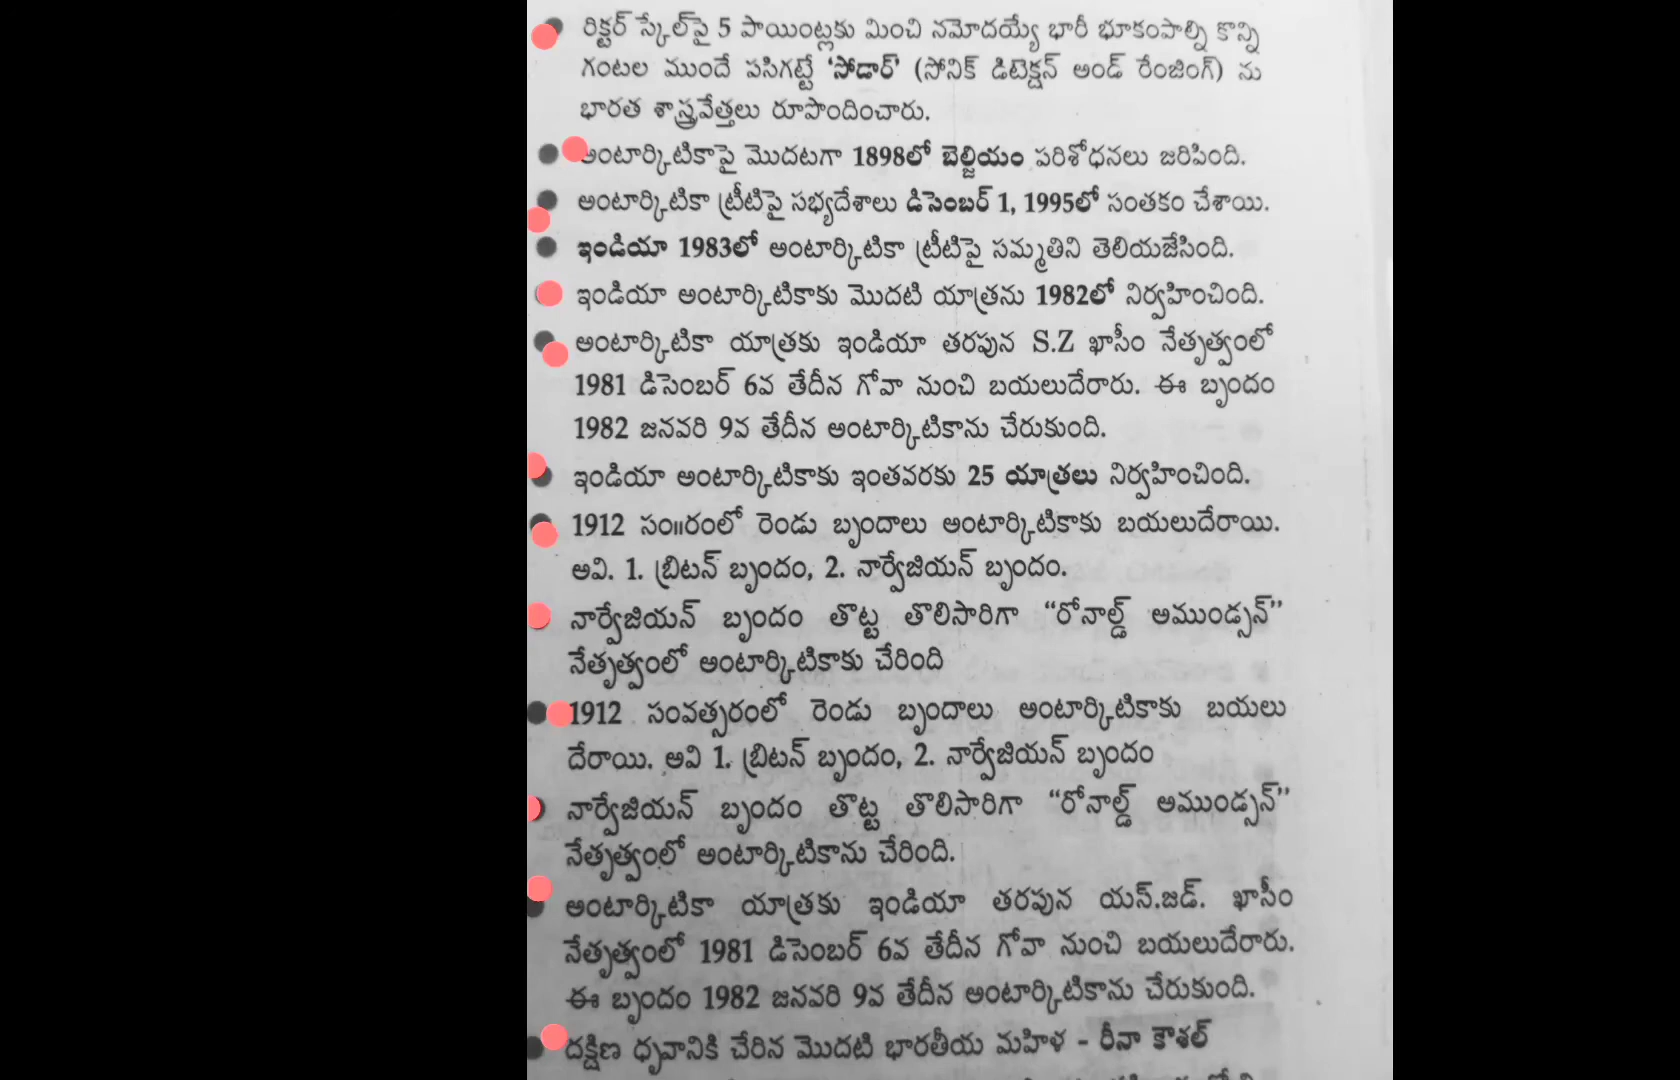 రిక్టర్ స్కేల్‌పై 5 పాయింట్లకు మించి నమోదయ్యే భారీ భూకంపాల్ని కొన్ని
గంటల ముందే పసిగట్టే ‘సోడార్’ (సోనిక్ డిటెక్షన్ అండ్ రేంజింగ్) ను
భారత శాస్త్రవేత్తలు రూపొందించారు.
అంటార్కిటికాపై మొదటగా 1898లో బెల్జియం పరిశోధనలు జరిపింది.
అంటార్కిటికా ట్రీటిపై సభ్యదేశాలు డిసెంబర్ 1, 1995లో సంతకం చేశాయి.
ఇండియా 1983లో అంటార్కిటికా ట్రీటిపై సమ్మతిని తెలియజేసింది.
ఇండియా అంటార్కిటికాకు మొదటి యాత్రను 1982లో నిర్వహించింది.
అంటార్కిటికా యాత్రకు ఇండియా తరపున S.Z ఖాసీం నేతృత్వంలో
1981 డిసెంబర్ 6వ తేదీన గోవా నుంచి బయలుదేరారు. ఈ బృందం
1982 జనవరి 9వ తేదీన అంటార్కిటికాను చేరుకుంది.
ఇండియా అంటార్కిటికాకు ఇంతవరకు 25 యాత్రలు నిర్వహించింది.
1912 సం॥రంలో రెండు బృందాలు అంటార్కిటికాకు బయలుదేరాయి.
అవి. 1. బ్రిటన్ బృందం, 2. నార్వేజియన్ బృందం.
నార్వేజియన్ బృందం తొట్ట తొలిసారిగా “రోనాల్డ్ అముండ్సన్”
నేతృత్వంలో అంటార్కిటికాకు చేరింది
1912 సంవత్సరంలో రెండు బృందాలు అంటార్కిటికాకు బయలు
దేరాయి. అవి 1. బ్రిటన్ బృందం, 2. నార్వేజియన్ బృందం
నార్వేజియన్ బృందం తొట్ట తొలిసారిగా “రోనాల్డ్ అముండ్సన్”
నేతృత్వంలో అంటార్కిటికాను చేరింది.
అంటార్కిటికా యాత్రకు ఇండియా తరపున యస్.జడ్. ఖాసీం
నేతృత్వంలో 1981 డిసెంబర్ 6వ తేదీన గోవా నుంచి బయలుదేరారు.
ఈ బృందం 1982 జనవరి 9వ తేదీన అంటార్కిటికాను చేరుకుంది.
దక్షిణ ధృవానికి చేరిన మొదటి భారతీయ మహిళ - రీనా కౌశల్